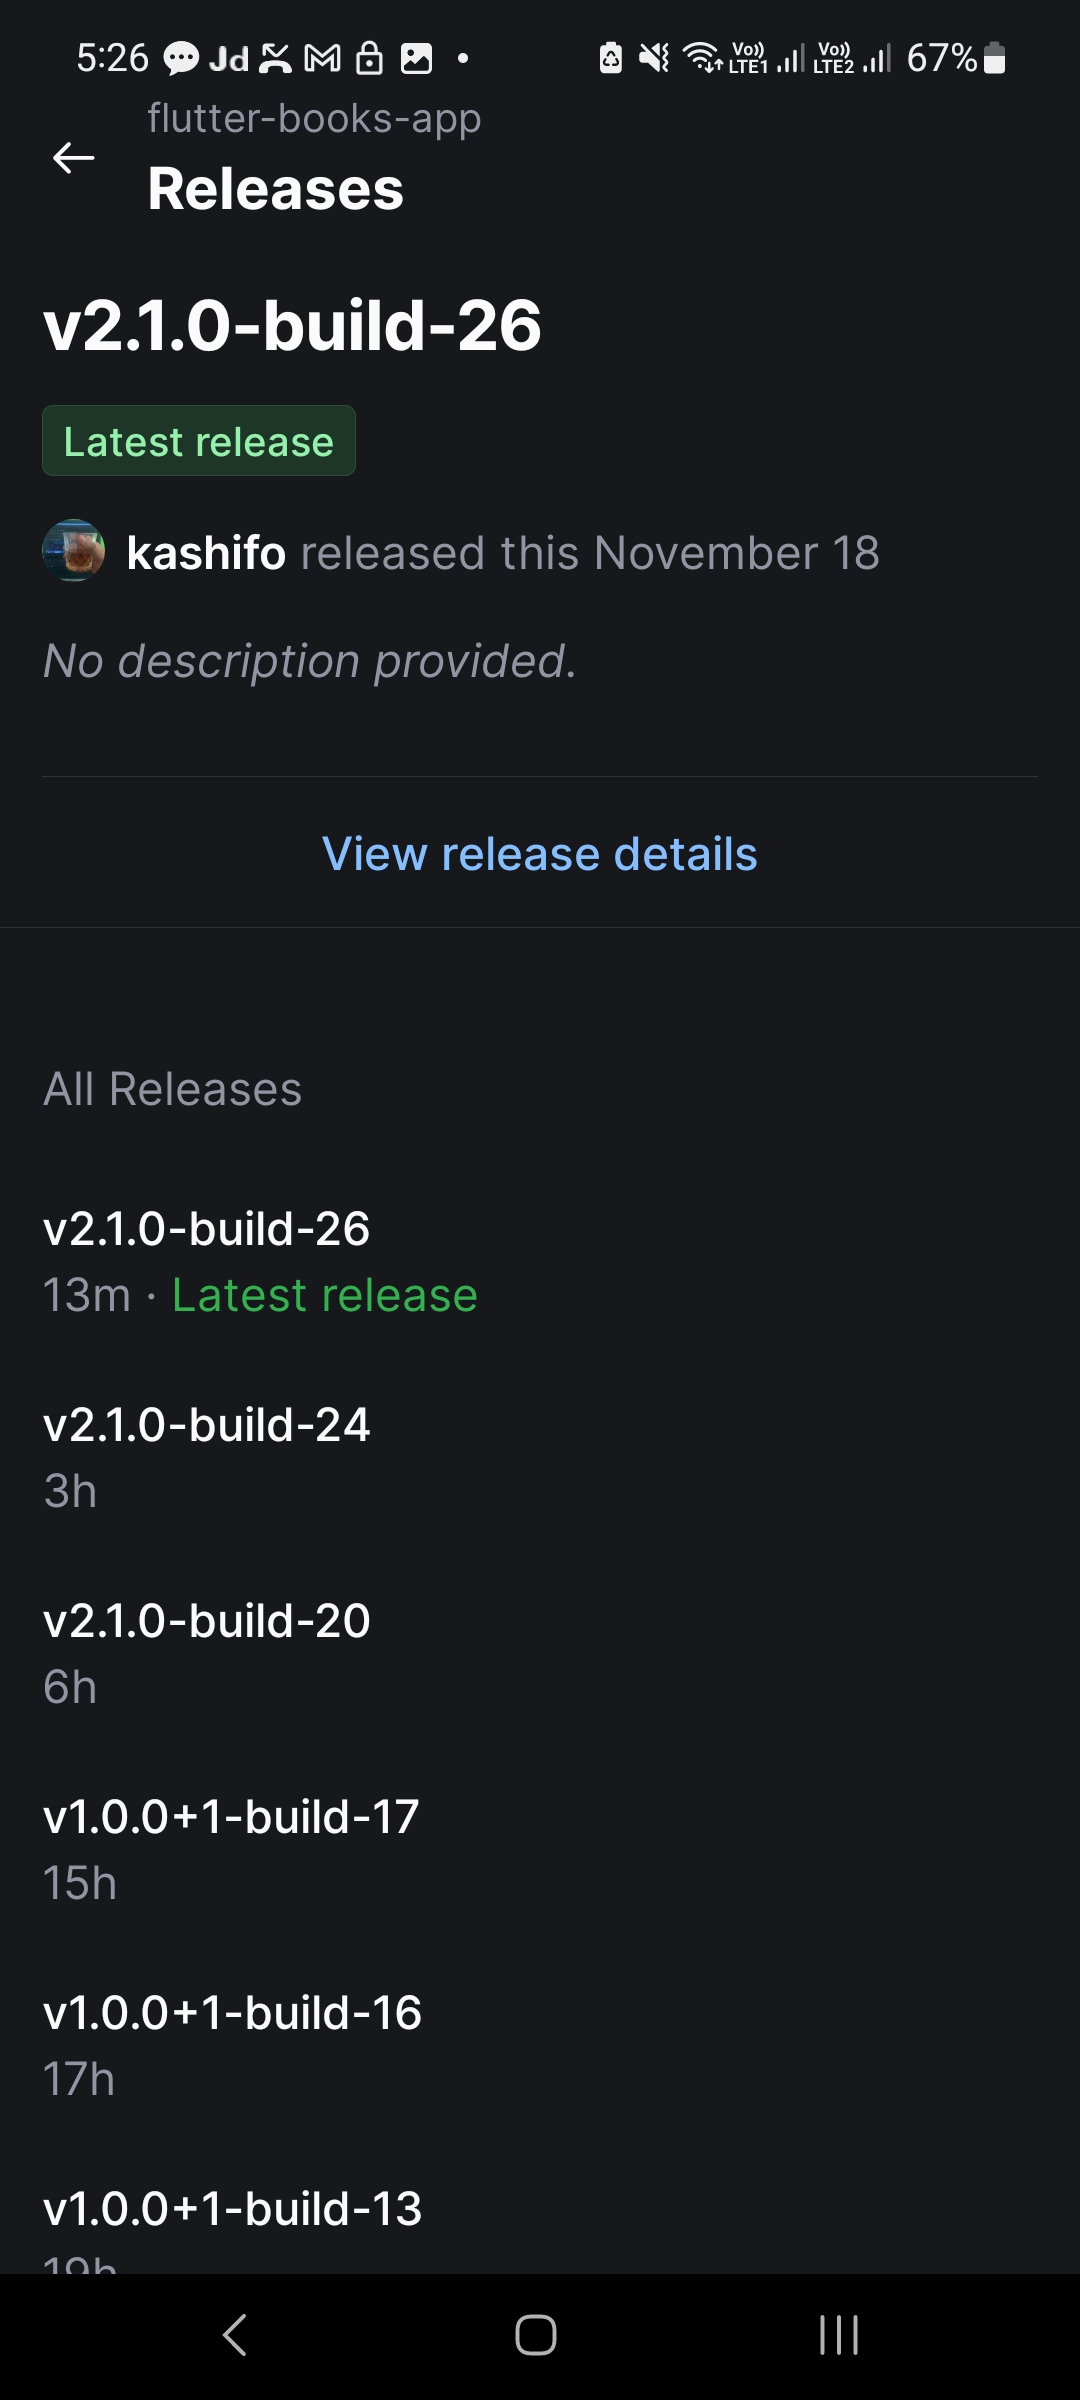 5:26 Jd Vo)) LTE1 Vo)) LTE2 67%
flutter-books-app
Releases
v2.1.0-build-26
Latest release
kashifo released this November 18
No description provided.
View release details
All Releases
v2.1.0-build-26
13m · Latest release
v2.1.0-build-24
3h
v2.1.0-build-20
6h
v1.0.0+1-build-17
15h
v1.0.0+1-build-16
17h
v1.0.0+1-build-13
19h